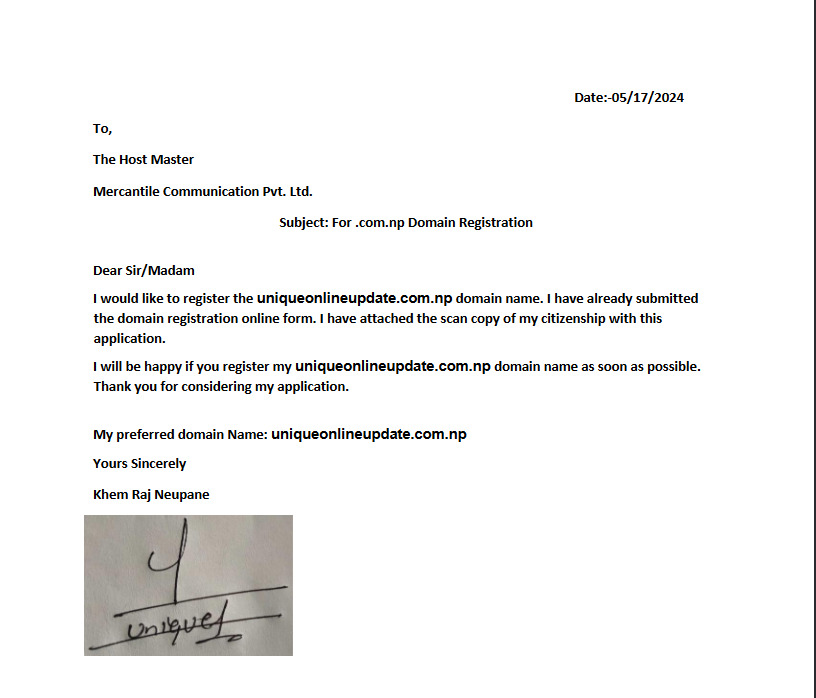 Date:-05/17/2024
To,
The Host Master
Mercantile Communication Pvt. Ltd.
Subject: For .com.np Domain Registration
Dear Sir/Madam
I would like to register the uniqueonlineupdate.com.np domain name. I have already submitted
the domain registration online form. I have attached the scan copy of my citizenship with this
application.
I will be happy if you register my uniqueonlineupdate.com.np domain name as soon as possible.
Thank you for considering my application.
My preferred domain Name: uniqueonlineupdate.com.np
Yours Sincerely
Khem Raj Neupane